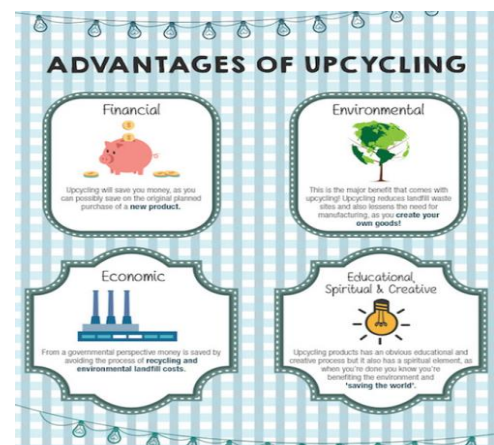 ADVANTAGES OF UPCYCLING
Financial
Upcycling will save you money, as you
can possibly save on the original planned
purchase of a new product.
Environmental
This is the major benefit that comes with
upcycling! Upcycling reduces landfill waste
sites and also lessens the need for
manufacturing, as you create your
own goods!
Economic
From a governmental perspective money is saved by
avoiding the process of recycling and
environmental landfill costs.
Educational,
Spiritual & Creative
Upcycling products has an obvious educational and
creative process but it also has a spiritual element, as
when you're done you know you're
benefiting the environment and
'saving the world'.